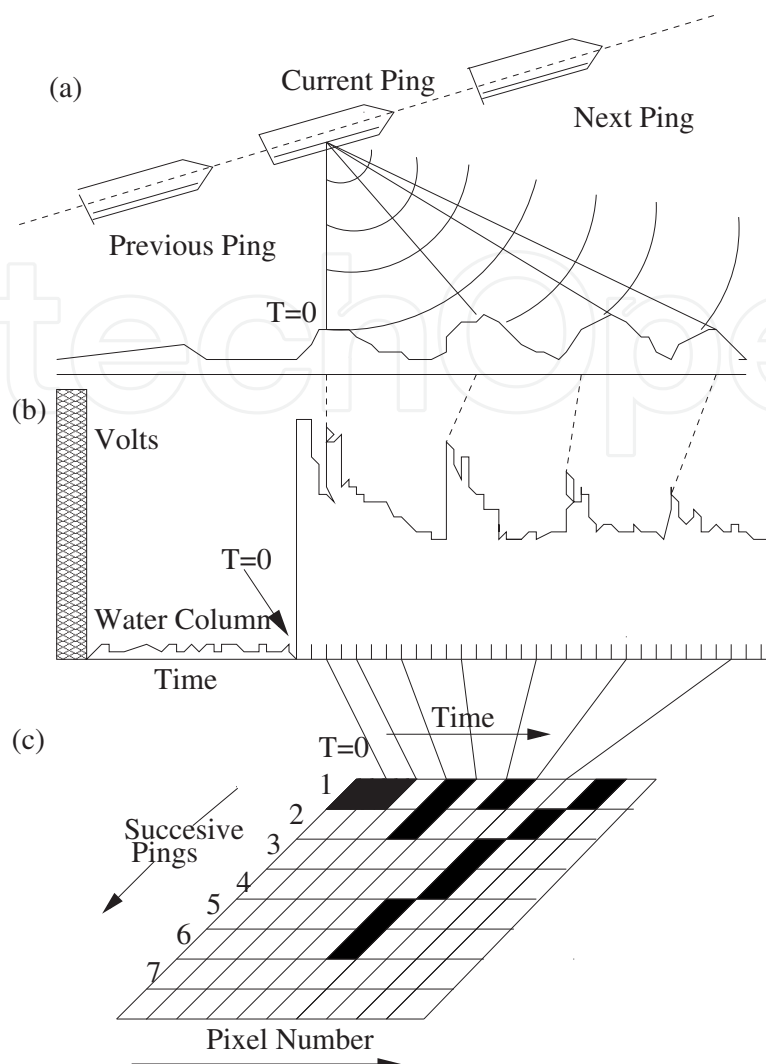 (a)
Current Ping
Next Ping
Previous Ping
T=0
(b)
Volts
T=0
Water Column
Time
(c)
Time
T=0
1
2
3
4
5
6
7
Succesive
Pings
Pixel Number